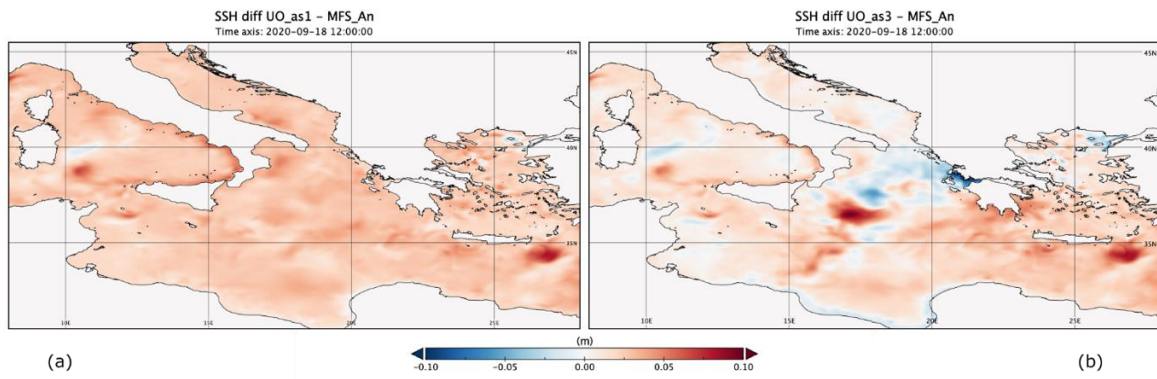 SSH diff UO_as1 – MFS_An
Time axis: 2020-09-18 12:00:00
45N
40N
35N
10E
15E
20E
25E
SSH diff UO_as3 – MFS_An
Time axis: 2020-09-18 12:00:00
45N
40N
35N
10E
15E
20E
25E
(a)
(m)
-0.10
-0.05
0.00
0.05
0.10
(b)